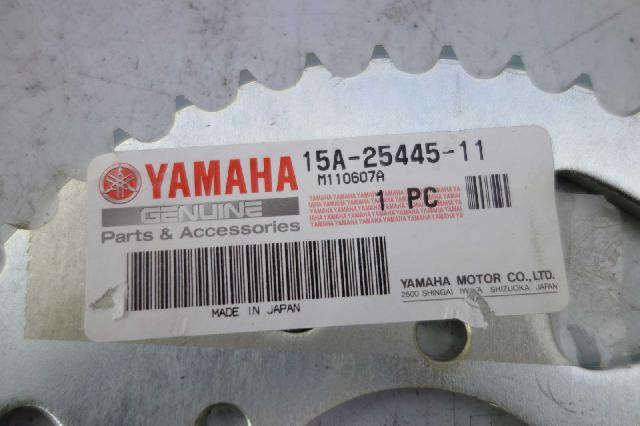 YAMAHA
15A-25445-11
M110607A
GENUINE
Parts & Accessories
1 PC
MADE IN JAPAN
YAMAHA MOTOR CO.,LTD.
2500 SHINGAI IWATA SHIZUOKA JAPAN